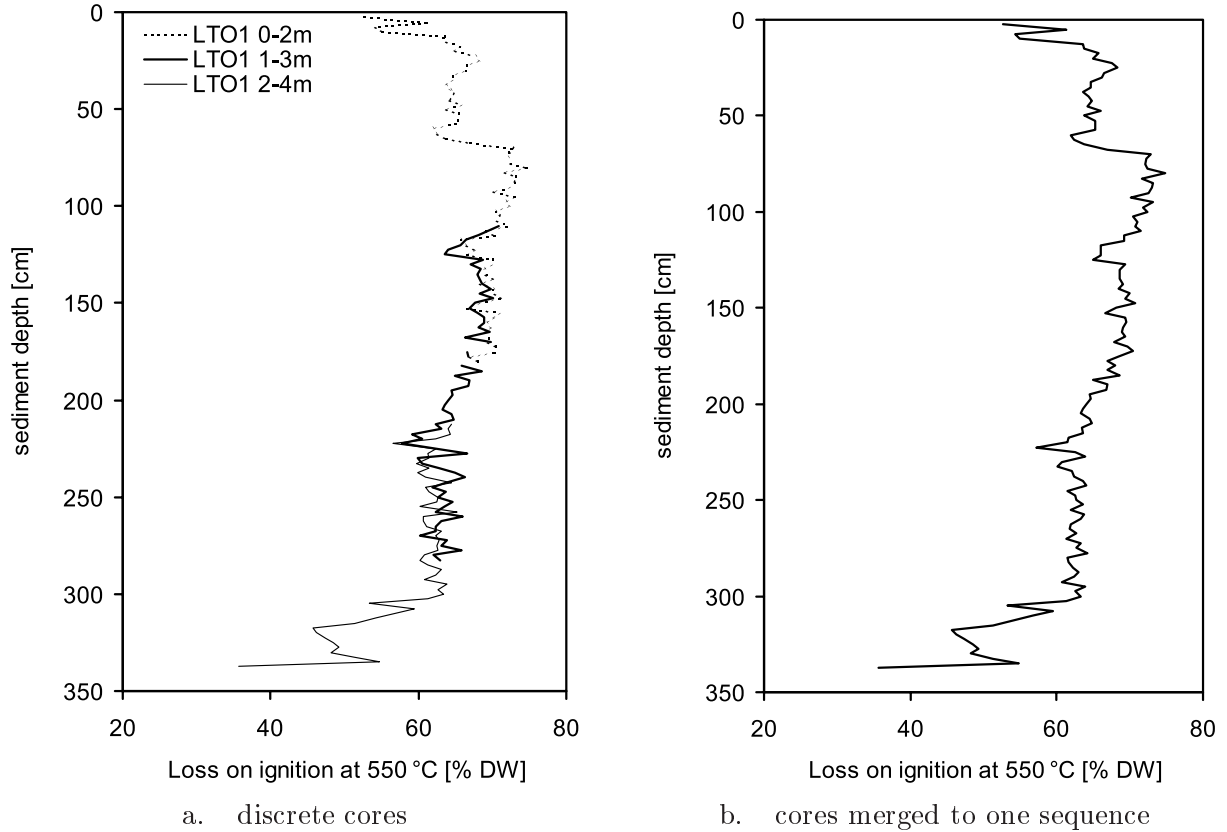 0
50
100
150
200
250
300
350
sediment depth [cm]
LTO1 0-2m
LTO1 1-3m
LTO1 2-4m
20 40 60 80
Loss on ignition at 550 °C [% DW]
a. discrete cores
0
50
100
150
200
250
300
350
sediment depth [cm]
20 40 60 80
Loss on ignition at 550 °C [% DW]
b. cores merged to one sequence